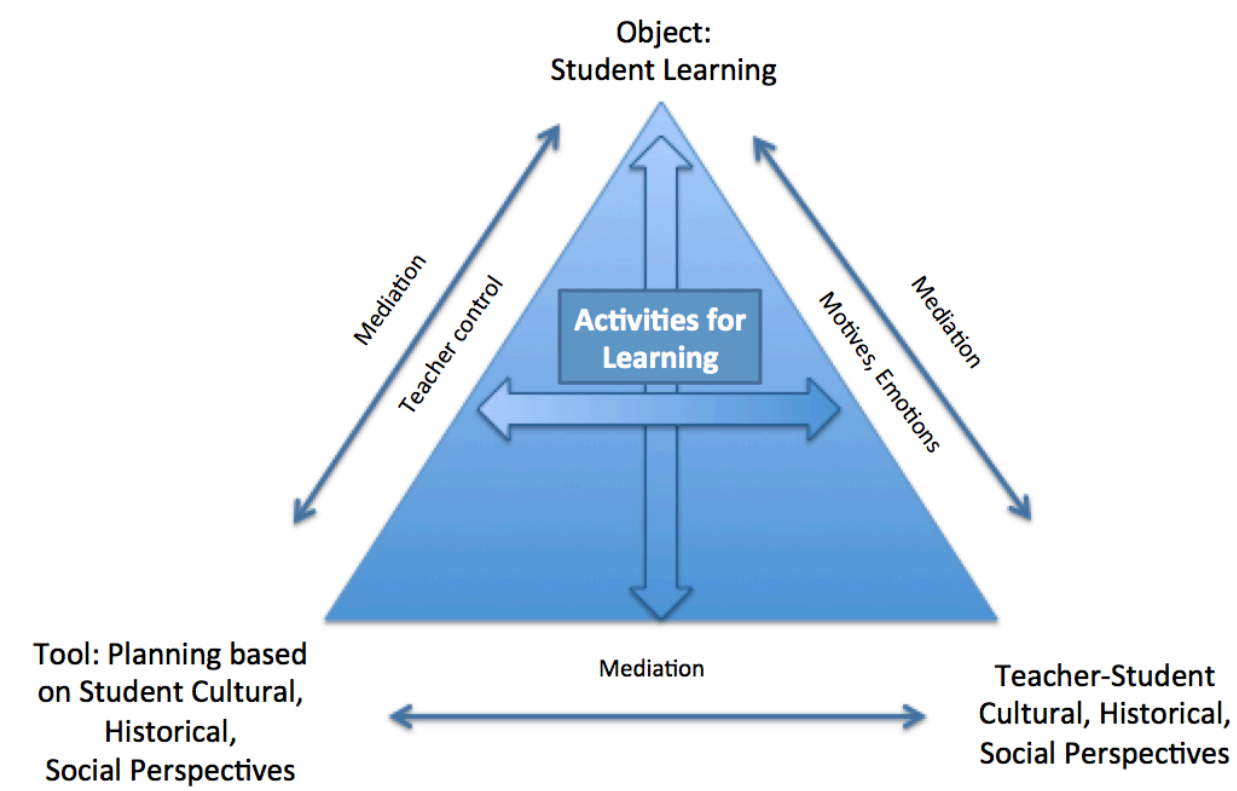 Object:
Student Learning
Mediation
Teacher control
Activities for
Learning
Motives, Emotions
Mediation
Tool: Planning based
on Student Cultural,
Historical,
Social Perspectives
Mediation
Teacher-Student
Cultural, Historical,
Social Perspectives